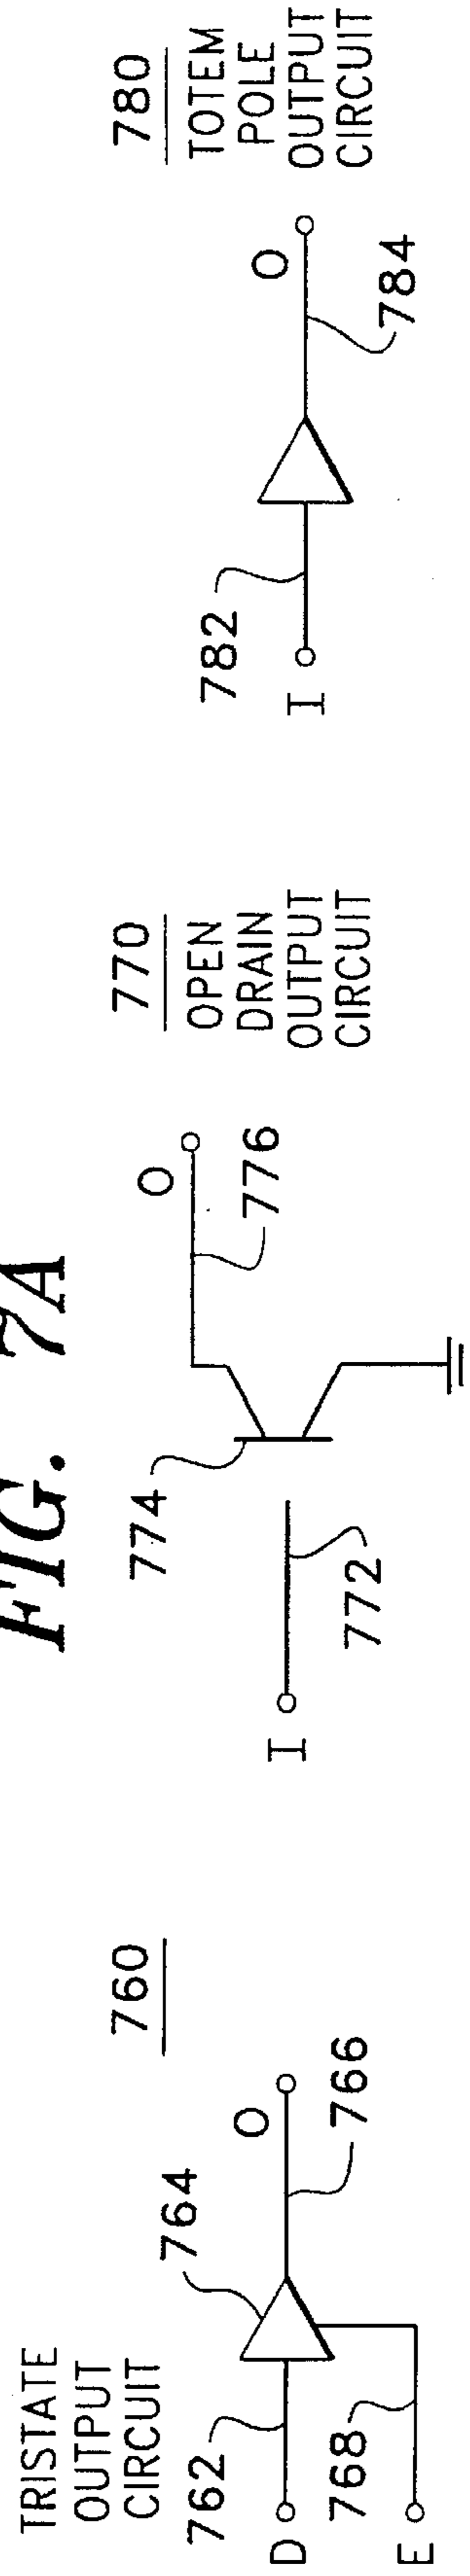 FIG. 7A
TRISTATE
OUTPUT
CIRCUIT
760
762
764
O
766
D
768
E
770
OPEN
DRAIN
OUTPUT
CIRCUIT
774
O
776
I
772
780
TOTEM
POLE
OUTPUT
CIRCUIT
782
O
I
784